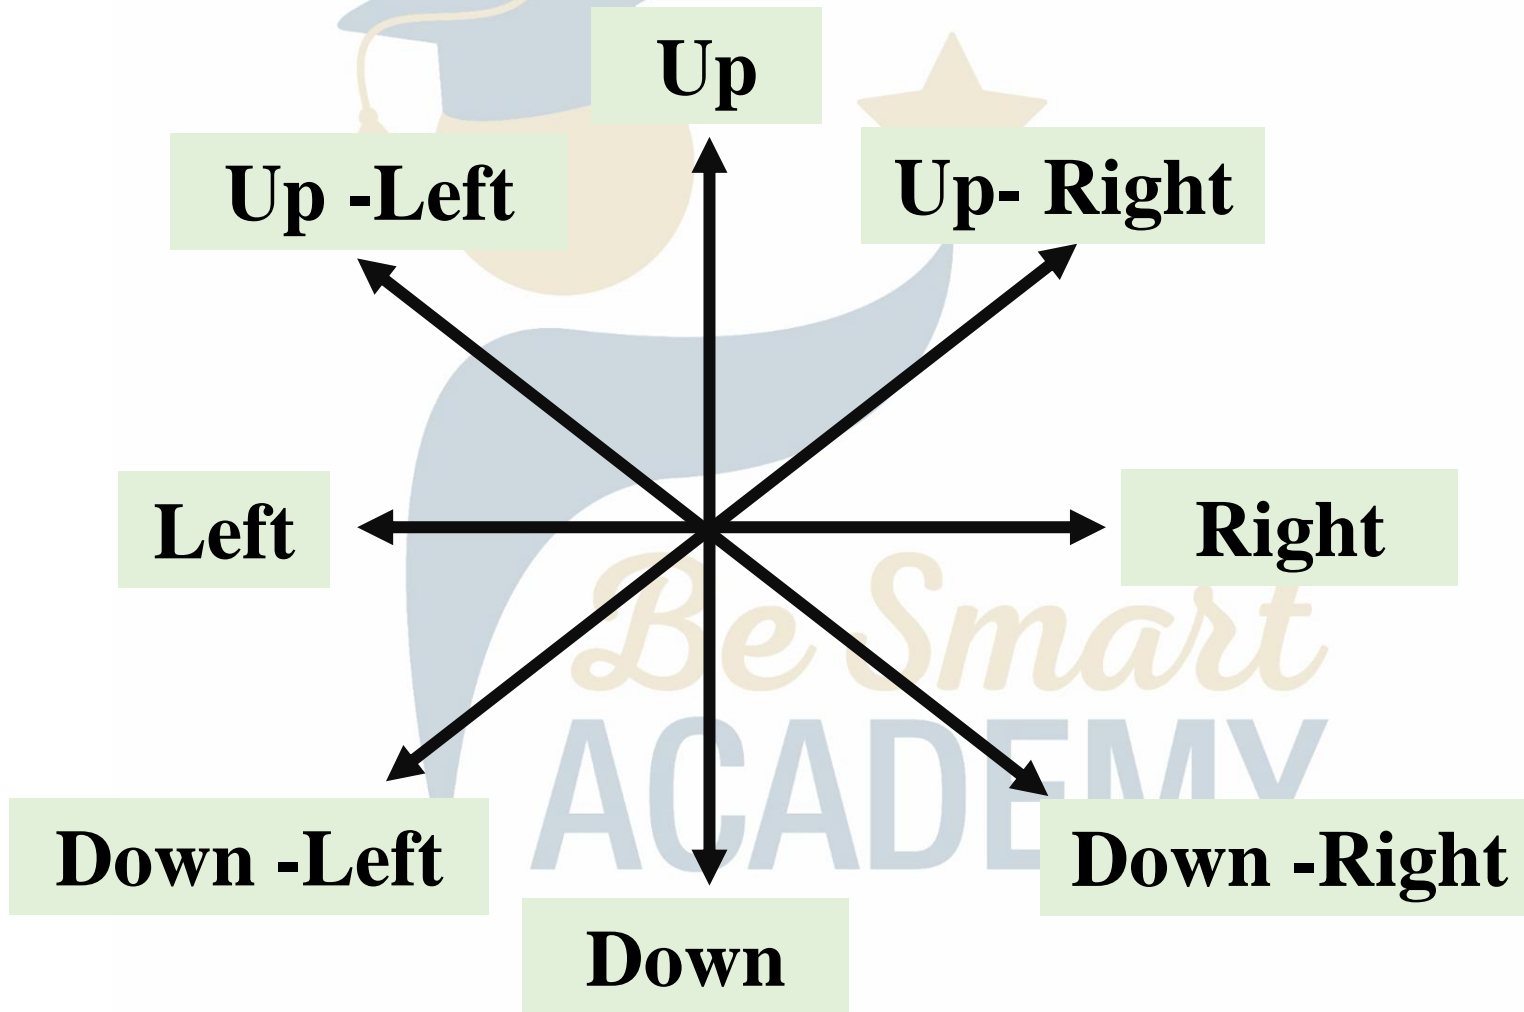 Up
Up -Left
Up- Right
Left
Right
Be Smart
ACADEMY
Down -Left
Down -Right
Down